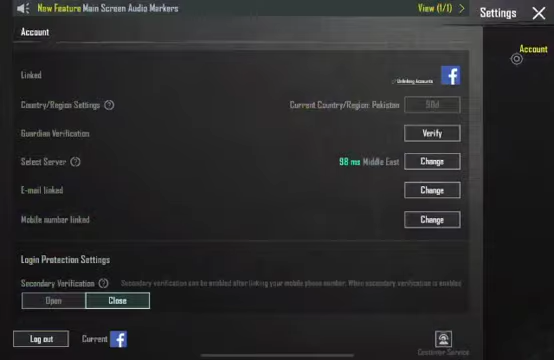 New Feature Main Screen Audio Markers View (1/1) >
Settings
Account
Account
Linked
Unlinking Accounts
Country/Region Settings Current Country/Region: Pakistan 90d
Guardian Verification Verify
Select Server 98 ms Middle East Change
E-mail linked Change
Mobile number linked Change
Login Protection Settings
Secondary Verification Secondary verification can be enabled after linking your mobile phone number. When secondary verification is enabled
Open Close
Log out Current
Customer Service